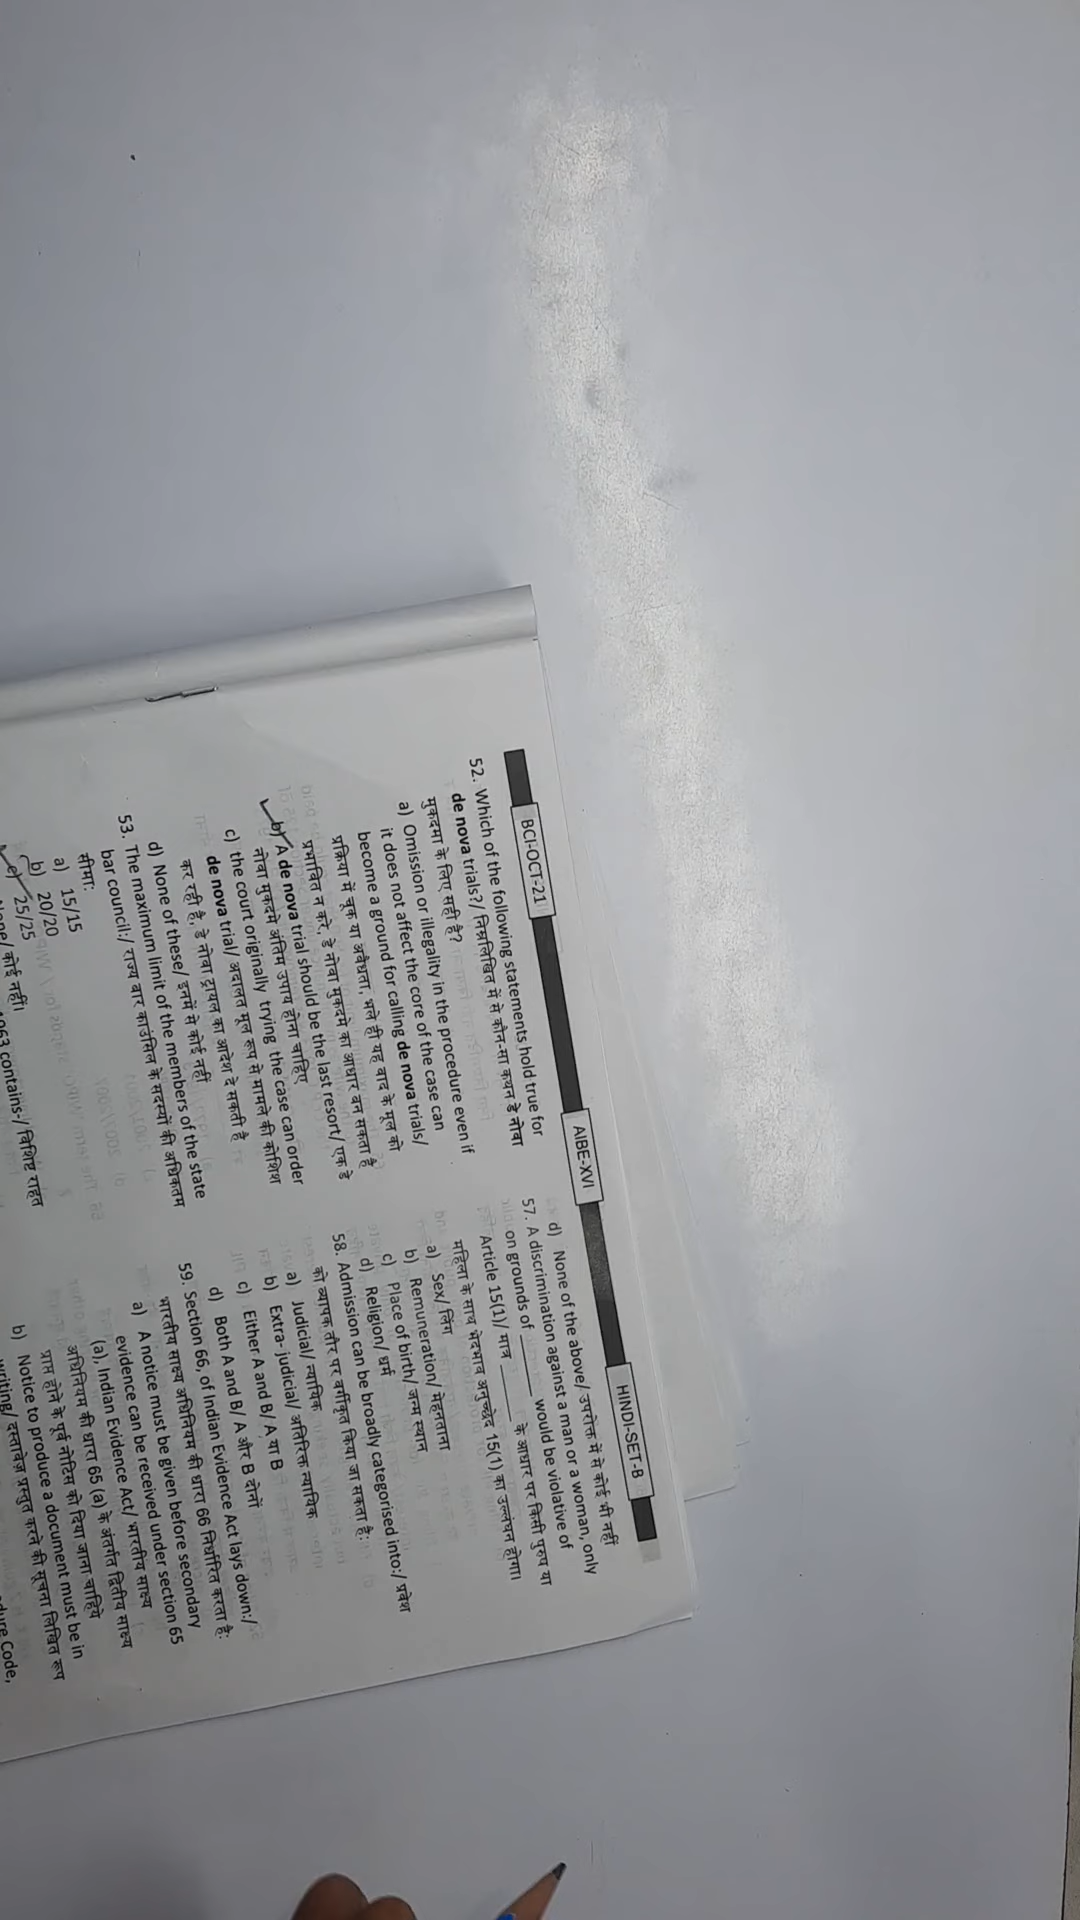 BCI-OCT-21 AIBE-XVI HINDI-SET-B
52. Which of the following statements hold true for
de nova trials?/ निम्नलिखित में से कौन-सा कथन डे नोवा
मुकदमा के लिए सही है?
a) Omission or illegality in the procedure even if
it does not affect the core of the case can
become a ground for calling de nova trials/
प्रक्रिया में चूक या अवैधता, भले ही यह वाद के मूल को
प्रभावित न करे, डे नोवा मुकदमे का आधार बन सकता है
b) A de nova trial should be the last resort/ एक डे
नोवा मुकदमे अंतिम उपाय होना चाहिए
c) the court originally trying the case can order
de nova trial/ अदालत मूल रूप से मामले की कोशिश
कर रही है, डे नोवा ट्रायल का आदेश दे सकती है
d) None of these/ इनमें से कोई नहीं
53. The maximum limit of the members of the state
bar council:/ राज्य बार काउंसिल के सदस्यों की अधिकतम
सीमा:
a) 15/15
b) 20/20
c) 25/25
कोई नहीं।
contains-/ विशिष्ट राहत
d) None of the above/ उपरोक्त में से कोई भी नहीं
57. A discrimination against a man or a woman, only
on grounds of ______ would be violative of
Article 15(1)/ मात्र ______ के आधार पर किसी पुरुष या
महिला के साथ भेदभाव अनुच्छेद 15(1) का उल्लंघन होगा।
a) Sex/ लिंग
b) Remuneration/ मेहनताना
c) Place of birth/ जन्म स्थान
d) Religion/ धर्म
58. Admission can be broadly categorised into:/ प्रवेश
को व्यापक तौर पर वर्गीकृत किया जा सकता है:
a) Judicial/ न्यायिक
b) Extra- judicial/ अतिरिक्त न्यायिक
c) Either A and B/ A या B
d) Both A and B/ A और B दोनों
59. Section 66, of Indian Evidence Act lays down:/
भारतीय साक्ष्य अधिनियम की धारा 66 निर्धारित करता है:
a) A notice must be given before secondary
evidence can be received under section 65
(a), Indian Evidence Act/ भारतीय साक्ष्य
अधिनियम की धारा 65 (a) के अंतर्गत द्वितीय साक्ष्य
प्राप्त होने के पूर्व नोटिस को दिया जाना चाहिये
b) Notice to produce a document must be in
writing/ दस्तावेज़ प्रस्तुत करने की सूचना लिखित रूप
Code,